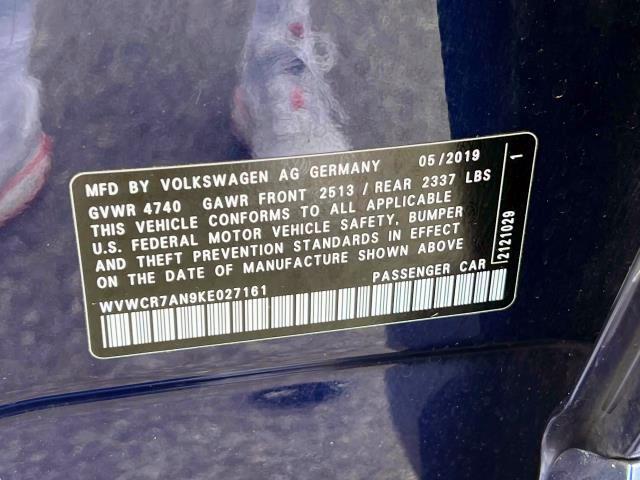 MFD BY VOLKSWAGEN AG GERMANY 05/2019
GVWR 4740 GAWR FRONT 2513 / REAR 2337 LBS
THIS VEHICLE CONFORMS TO ALL APPLICABLE
U.S. FEDERAL MOTOR VEHICLE SAFETY, BUMPER
AND THEFT PREVENTION STANDARDS IN EFFECT
ON THE DATE OF MANUFACTURE SHOWN ABOVE
WVWCR7AN9KE027161 PASSENGER CAR
2121029 1